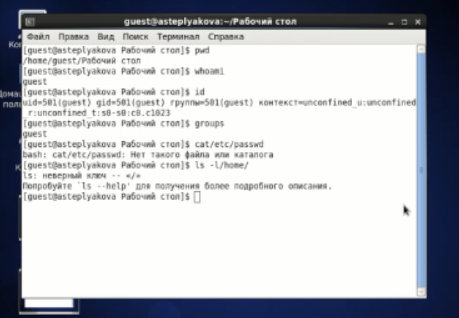 guest@asteplyakova:~/Рабочий стол
Файл Правка Вид Поиск Терминал Справка
[guest@asteplyakova Рабочий стол]$ pwd
/home/guest/Рабочий стол
[guest@asteplyakova Рабочий стол]$ whoami
guest
[guest@asteplyakova Рабочий стол]$ id
uid=501(guest) gid=501(guest) группы=501(guest) контекст=unconfined_u:unconfined_
r:unconfined_t:s0-s0:c0.c1023
[guest@asteplyakova Рабочий стол]$ groups
guest
[guest@asteplyakova Рабочий стол]$ cat/etc/passwd
bash: cat/etc/passwd: Нет такого файла или каталога
[guest@asteplyakova Рабочий стол]$ ls -l/home/
ls: неверный ключ -- «/»
Попробуйте `ls --help' для получения более подробного описания.
[guest@asteplyakova Рабочий стол]$